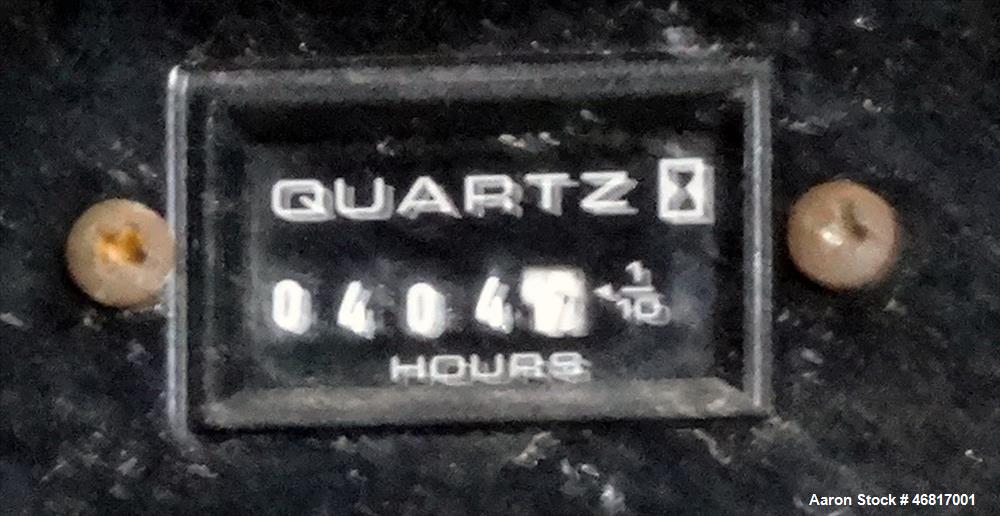 QUARTZ
0404 1/10
HOURS
Aaron Stock # 46817001